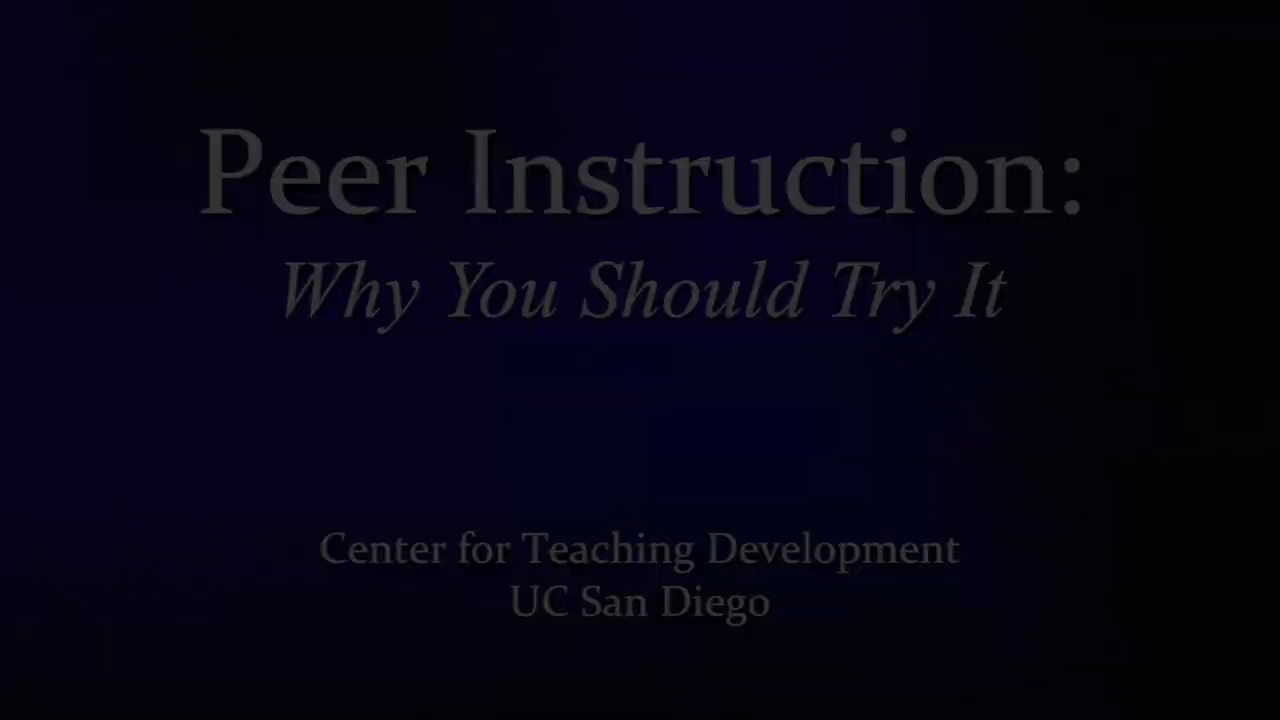 Peer Instruction:
Why You Should Try It
Center for Teaching Development
UC San Diego